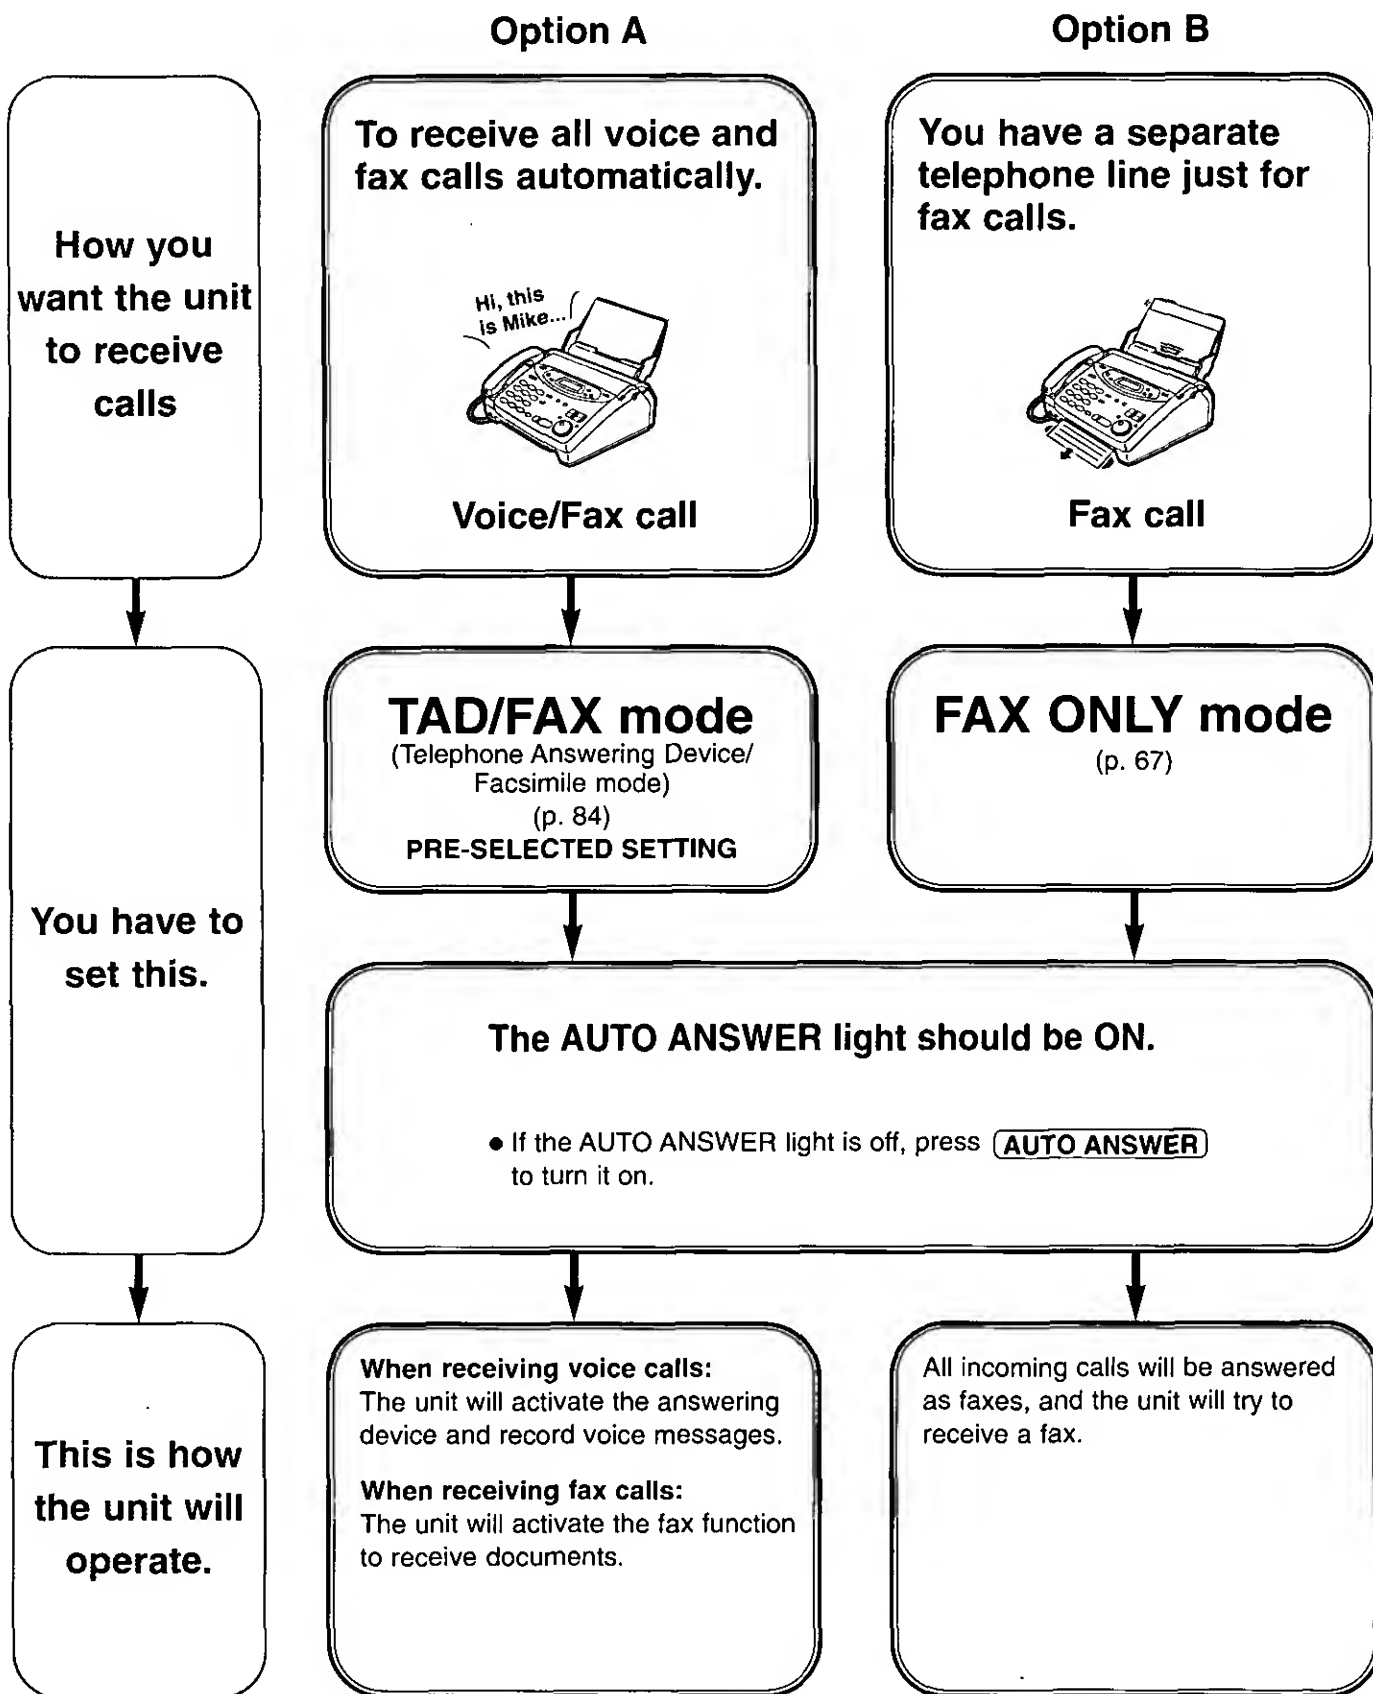 Option A
Option B
How you
want the unit
to receive
calls
To receive all voice and
fax calls automatically.
Hi, this
is Mike...
Voice/Fax call
You have a separate
telephone line just for
fax calls.
Fax call
You have to
set this.
TAD/FAX mode
(Telephone Answering Device/
Facsimile mode)
(p. 84)
PRE-SELECTED SETTING
FAX ONLY mode
(p. 67)
The AUTO ANSWER light should be ON.
● If the AUTO ANSWER light is off, press AUTO ANSWER
to turn it on.
This is how
the unit will
operate.
When receiving voice calls:
The unit will activate the answering
device and record voice messages.
When receiving fax calls:
The unit will activate the fax function
to receive documents.
All incoming calls will be answered
as faxes, and the unit will try to
receive a fax.